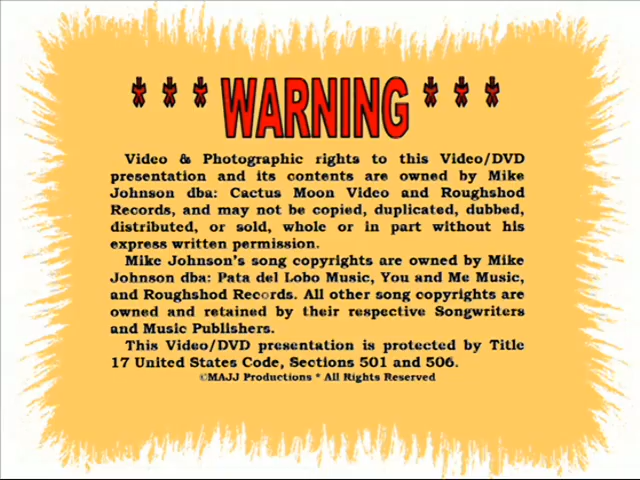 * * * WARNING * * *
Video & Photographic rights to this Video/DVD
presentation and its contents are owned by Mike
Johnson dba: Cactus Moon Video and Roughshod
Records, and may not be copied, duplicated, dubbed,
distributed, or sold, whole or in part without his
express written permission.
Mike Johnson's song copyrights are owned by Mike
Johnson dba: Pata del Lobo Music, You and Me Music,
and Roughshod Records. All other song copyrights are
owned and retained by their respective Songwriters
and Music Publishers.
This Video/DVD presentation is protected by Title
17 United States Code, Sections 501 and 506.
©MAJJ Productions * All Rights Reserved